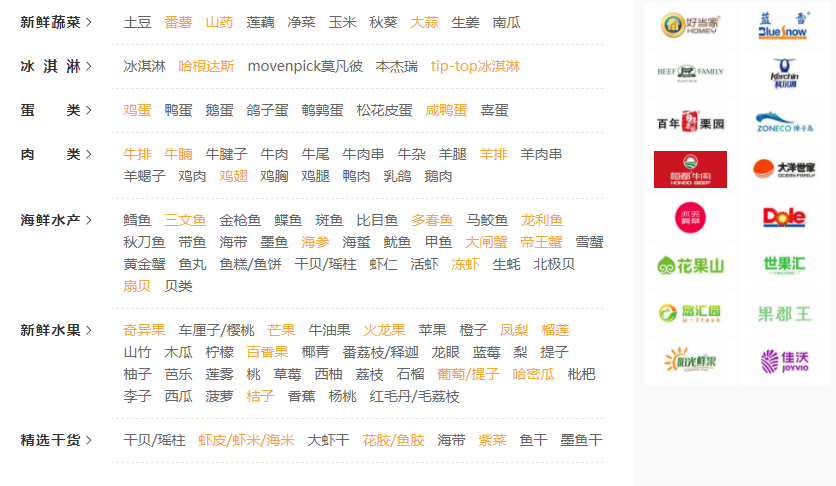 新鲜蔬菜 > 土豆 番薯 山药 莲藕 净菜 玉米 秋葵 大蒜 生姜 南瓜
冰淇淋 > 冰淇淋 哈根达斯 movenpick莫凡彼 本杰瑞 tip-top冰淇淋
蛋类 > 鸡蛋 鸭蛋 鹅蛋 鸽子蛋 鹌鹑蛋 松花皮蛋 咸鸭蛋 喜蛋
肉类 > 牛排 牛腩 牛腱子 牛肉 牛尾 牛肉串 牛杂 羊腿 羊排 羊肉串
羊蝎子 鸡肉 鸡翅 鸡胸 鸡腿 鸭肉 乳鸽 鹅肉
海鲜水产 > 鳕鱼 三文鱼 金枪鱼 鲽鱼 斑鱼 比目鱼 多春鱼 马鲛鱼 龙利鱼
秋刀鱼 带鱼 海带 墨鱼 海参 海蜇 鱿鱼 甲鱼 大闸蟹 帝王蟹 雪蟹
黄金蟹 鱼丸 鱼糕/鱼饼 干贝/瑶柱 虾仁 活虾 冻虾 生蚝 北极贝
扇贝 贝类
新鲜水果 > 奇异果 车厘子/樱桃 芒果 牛油果 火龙果 苹果 橙子 凤梨 榴莲
山竹 木瓜 柠檬 百香果 椰青 番荔枝/释迦 龙眼 蓝莓 梨 提子
柚子 芭乐 莲雾 桃 草莓 西柚 荔枝 石榴 葡萄/提子 哈密瓜 枇杷
李子 西瓜 菠萝 桔子 香蕉 杨桃 红毛丹/毛荔枝
精选干货 > 干贝/瑶柱 虾皮/虾米/海米 大虾干 花胶/鱼胶 海带 紫菜 鱼干 墨鱼干
好当家
HOMEY
蓝雪
Blue Snow
BEEF FAMILY
Kerchin
科尔沁
百年栗园
ZONECO 獐子岛
恒都牛肉
HONDO BEEF
大洋世家
OCEAN FAMILY
Dole
花果山
世果汇
悠汇园
果郡王
阳光鲜果
佳沃
joyvio